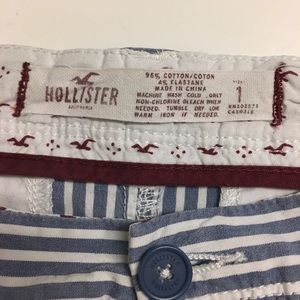 HOLLISTER
CALIFORNIA
96% COTTON/COTON
4% ELASTANE
MADE IN CHINA
MACHINE WASH COLD. ONLY
NON-CHLORINE BLEACH WHEN
NEEDED. TUMBLE DRY LOW
WARM IRON IF NEEDED.
SIZE
1